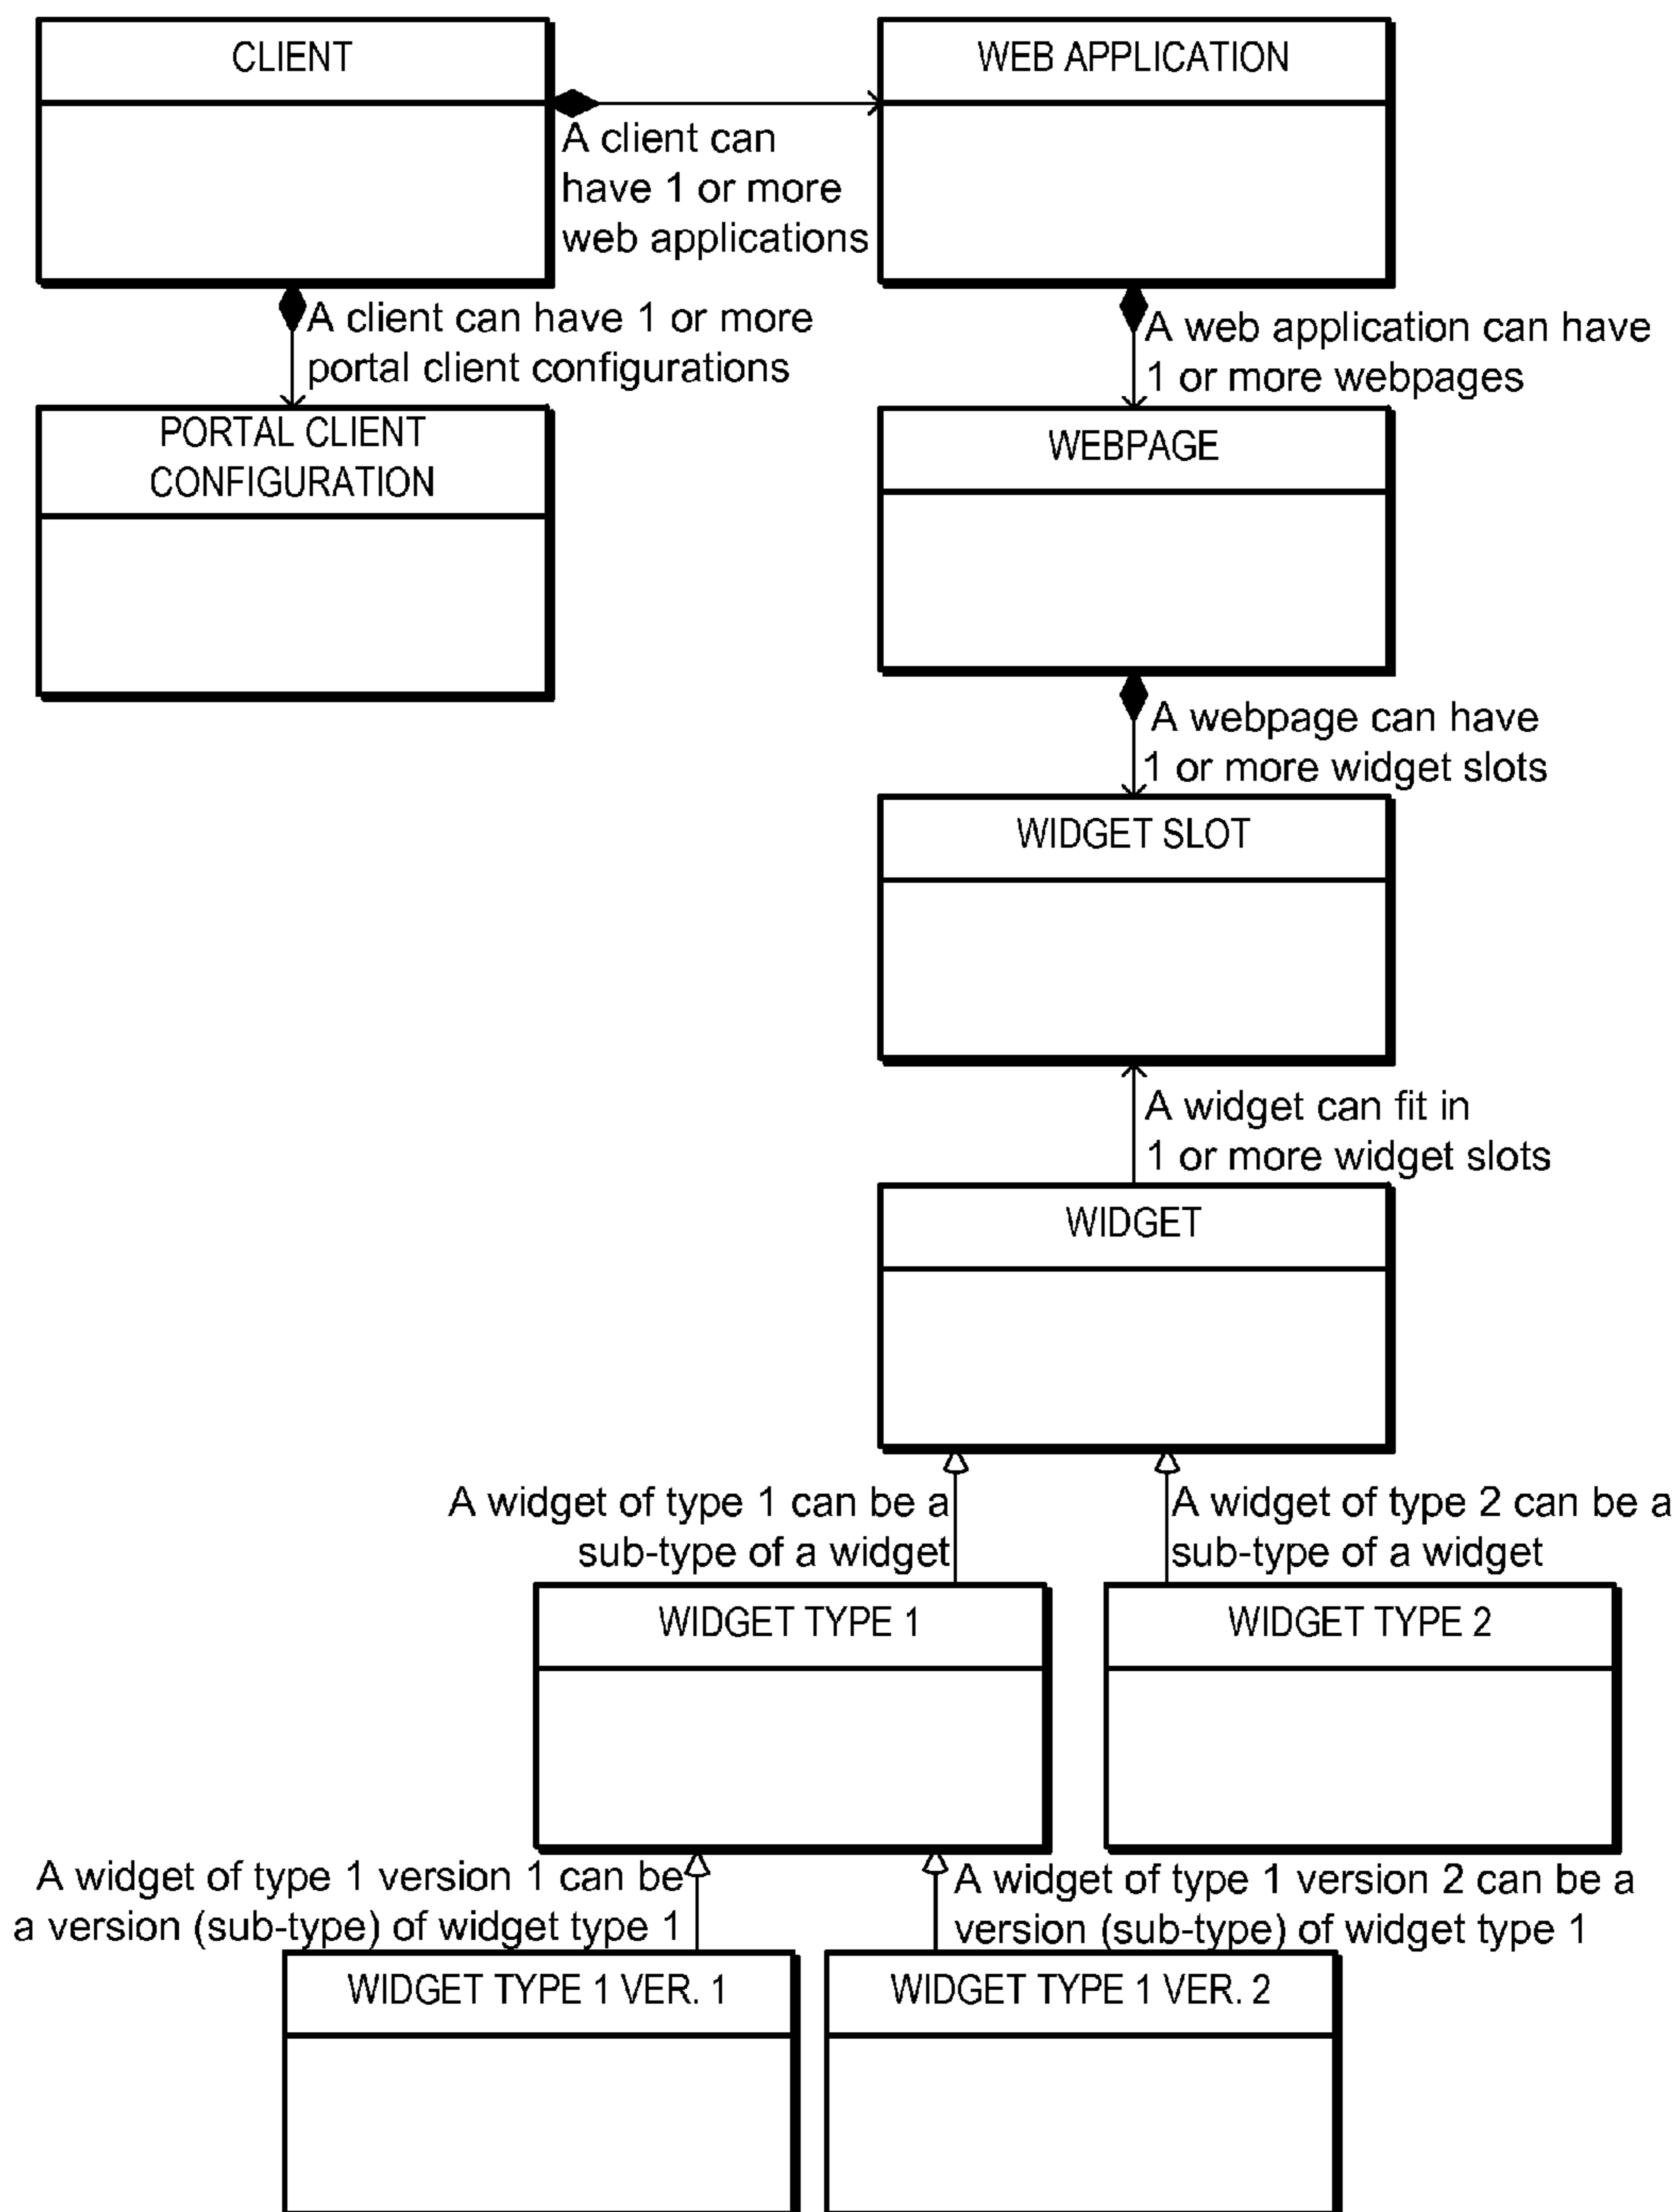 CLIENT
WEB APPLICATION
A client can
have 1 or more
web applications
A client can have 1 or more
portal client configurations
A web application can have
1 or more webpages
PORTAL CLIENT
CONFIGURATION
WEBPAGE
A webpage can have
1 or more widget slots
WIDGET SLOT
A widget can fit in
1 or more widget slots
WIDGET
A widget of type 1 can be a
sub-type of a widget
A widget of type 2 can be a
sub-type of a widget
WIDGET TYPE 1
WIDGET TYPE 2
A widget of type 1 version 1 can be
a version (sub-type) of widget type 1
A widget of type 1 version 2 can be a
version (sub-type) of widget type 1
WIDGET TYPE 1 VER. 1
WIDGET TYPE 1 VER. 2